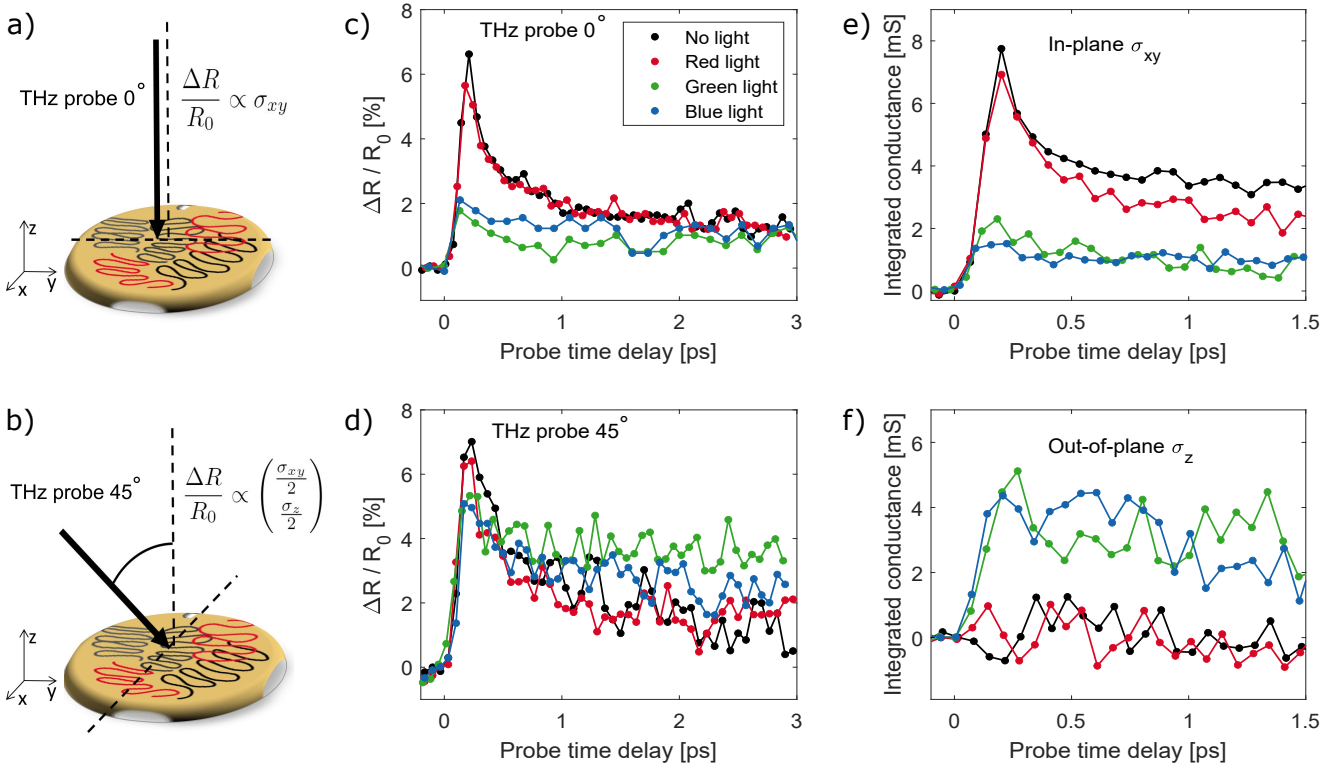 a)
THz probe 0°
ΔR
R₀
∝ σxy
z
y
x
b)
THz probe 45°
ΔR
R₀
∝
σxy
2
σz
2
z
y
x
c)
THz probe 0°
No light
Red light
Green light
Blue light
ΔR / R₀ [%]
8
6
4
2
0
0 1 2 3
Probe time delay [ps]
d)
THz probe 45°
ΔR / R₀ [%]
8
6
4
2
0
0 1 2 3
Probe time delay [ps]
e)
In-plane σxy
Integrated conductance [mS]
8
6
4
2
0
0 0.5 1 1.5
Probe time delay [ps]
f)
Out-of-plane σz
Integrated conductance [mS]
6
4
2
0
0 0.5 1 1.5
Probe time delay [ps]